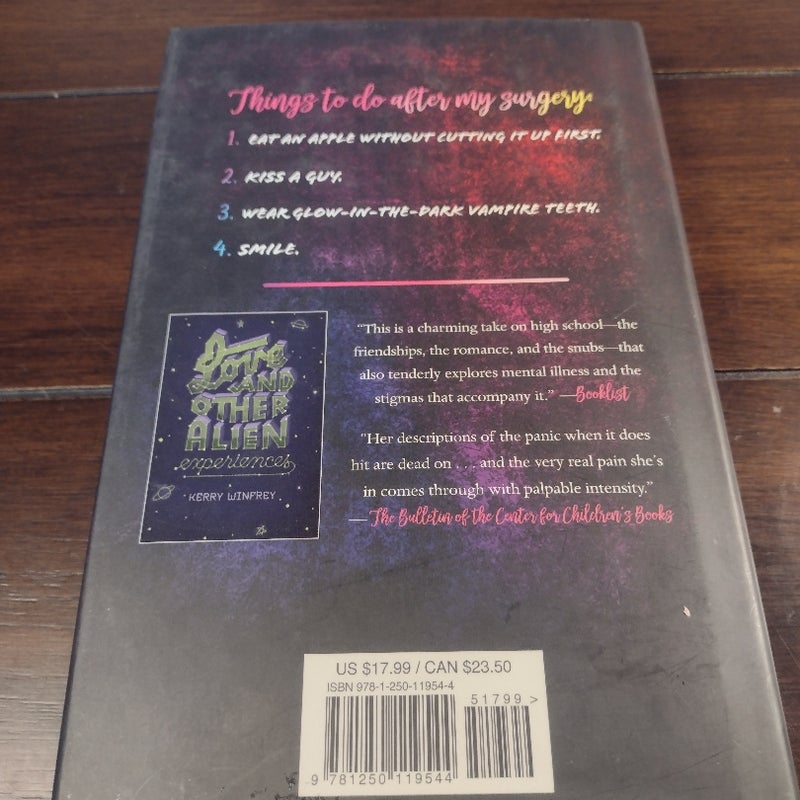 Things to do after my surgery:
1. EAT AN APPLE WITHOUT CUTTING IT UP FIRST.
2. KISS A GUY.
3. WEAR GLOW-IN-THE-DARK VAMPIRE TEETH.
4. SMILE.
Love
AND
OTHER
ALIEN
experiences
KERRY WINFREY
“This is a charming take on high school—the
friendships, the romance, and the snubs—that
also tenderly explores mental illness and the
stigmas that accompany it.” —Booklist
“Her descriptions of the panic when it does
hit are dead on . . . and the very real pain she’s
in comes through with palpable intensity.”
—The Bulletin of the Center for Children’s Books
US $17.99 / CAN $23.50
ISBN 978-1-250-11954-4
51799 >
9 781250 119544